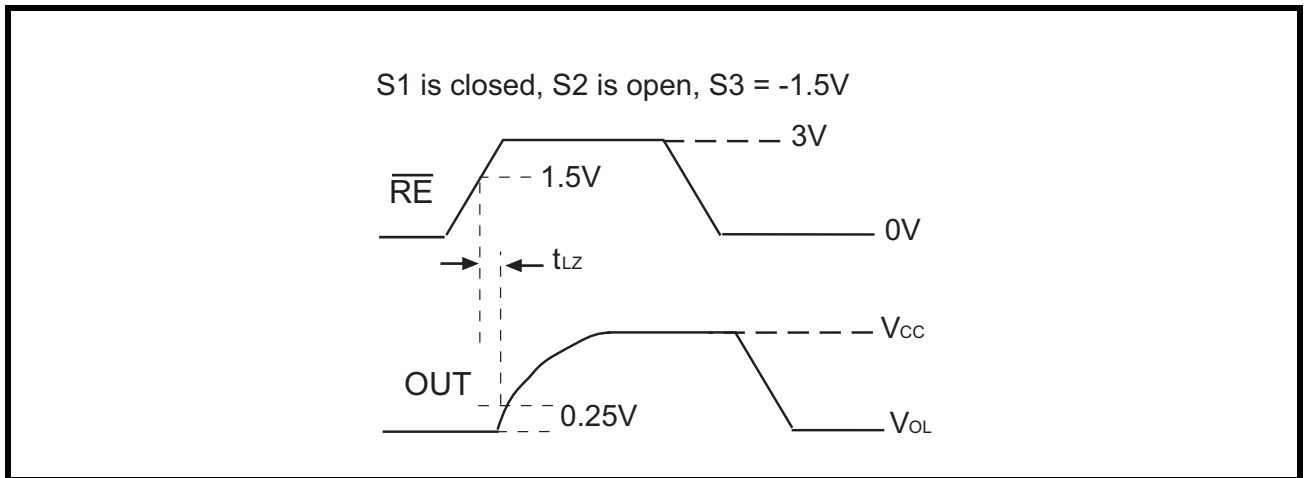 S1 is closed, S2 is open, S3 = -1.5V
3V
1.5V
RE
0V
tLZ
VCC
OUT
0.25V
VOL